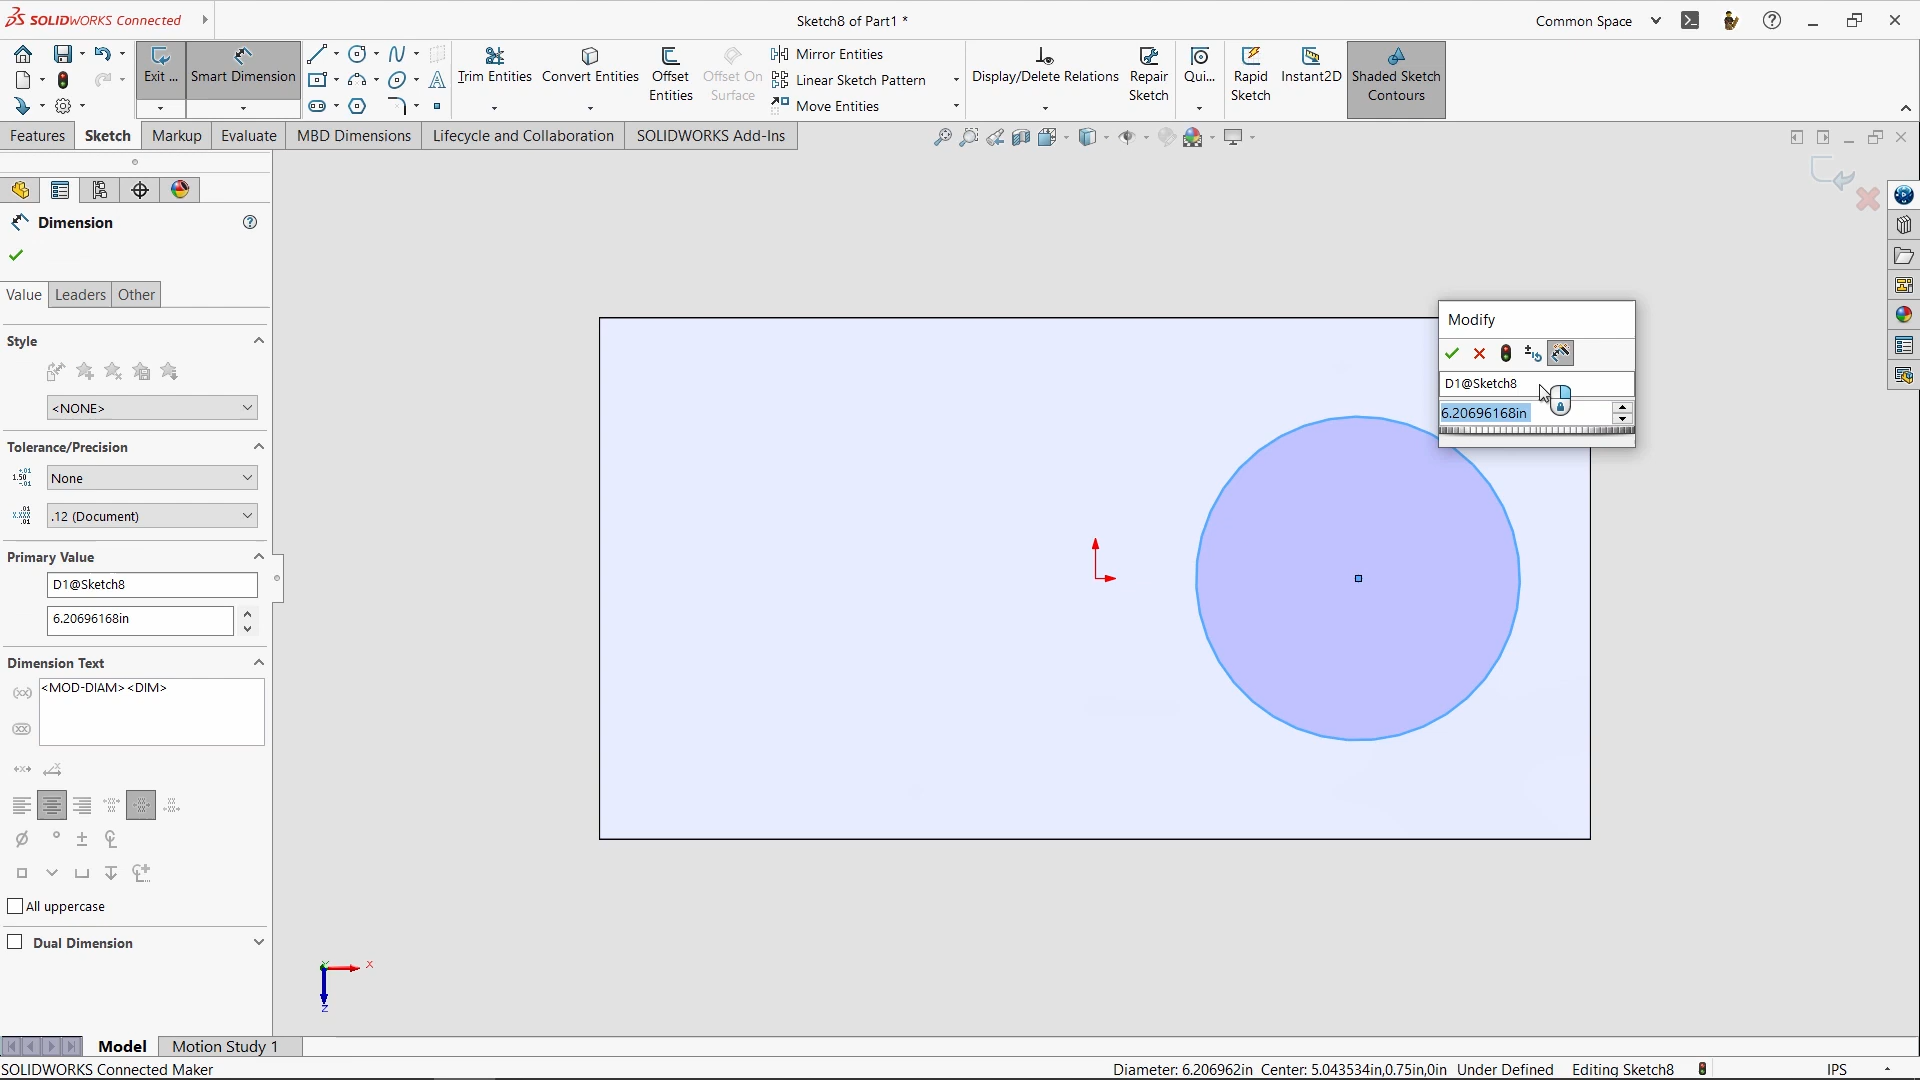 SOLIDWORKS Connected
Sketch8 of Part1 *
Common Space
Exit ...
Smart Dimension
Trim Entities
Convert Entities
Offset
Entities
Offset On
Surface
Mirror Entities
Linear Sketch Pattern
Move Entities
Display/Delete Relations
Repair
Sketch
Qui...
Rapid
Sketch
Instant2D
Shaded Sketch
Contours
Features
Sketch
Markup
Evaluate
MBD Dimensions
Lifecycle and Collaboration
SOLIDWORKS Add-Ins
Dimension
Value
Leaders
Other
Style
<NONE>
Tolerance/Precision
None
.12 (Document)
Primary Value
D1@Sketch8
6.20696168in
Dimension Text
<MOD-DIAM><DIM>
All uppercase
Dual Dimension
Modify
D1@Sketch8
6.20696168in
X
Y
Z
Model
Motion Study 1
SOLIDWORKS Connected Maker
Diameter: 6.206962in Center: 5.043534in,0.75in,0in
Under Defined
Editing Sketch8
IPS